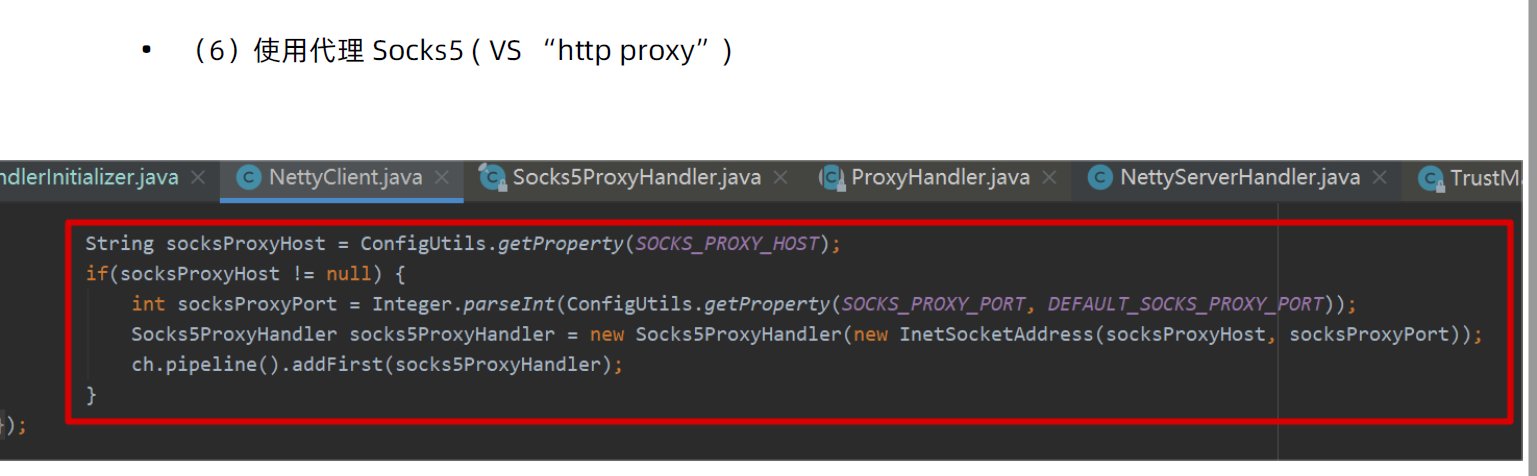 • （6）使用代理 Socks5 ( VS “http proxy” )
ndlerInitializer.java × NettyClient.java × Socks5ProxyHandler.java × ProxyHandler.java × NettyServerHandler.java × TrustMa
String socksProxyHost = ConfigUtils.getProperty(SOCKS_PROXY_HOST);
if(socksProxyHost != null) {
int socksProxyPort = Integer.parseInt(ConfigUtils.getProperty(SOCKS_PROXY_PORT, DEFAULT_SOCKS_PROXY_PORT));
Socks5ProxyHandler socks5ProxyHandler = new Socks5ProxyHandler(new InetSocketAddress(socksProxyHost, socksProxyPort));
ch.pipeline().addFirst(socks5ProxyHandler);
}
});